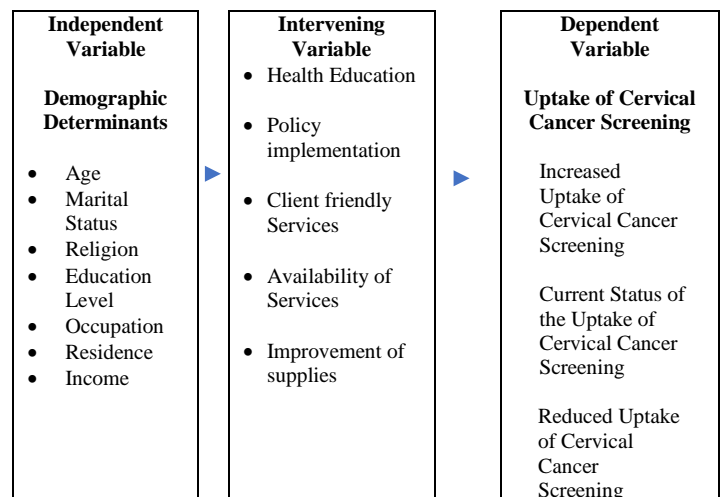 Independent
Variable
Demographic
Determinants
• Age
• Marital
Status
• Religion
• Education
Level
• Occupation
• Residence
• Income
Intervening
Variable
• Health Education
• Policy
implementation
• Client friendly
Services
• Availability of
Services
• Improvement of
supplies
Dependent
Variable
Uptake of Cervical
Cancer Screening
Increased
Uptake of
Cervical Cancer
Screening
Current Status of
the Uptake of
Cervical Cancer
Screening
Reduced Uptake
of Cervical
Cancer
Screening